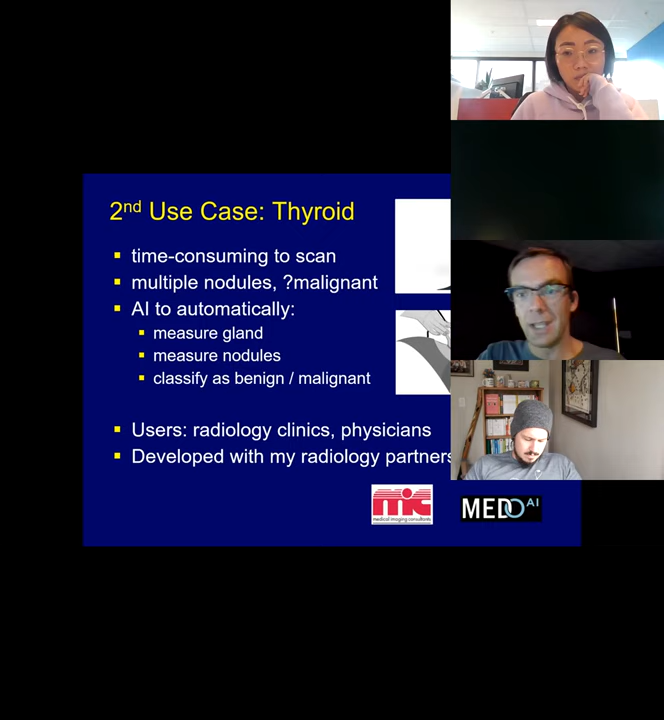 2nd Use Case: Thyroid
time-consuming to scan
multiple nodules, ?malignant
AI to automatically:
measure gland
measure nodules
classify as benign / malignant
Users: radiology clinics, physicians
Developed with my radiology partners
mic
medical imaging consultants
MEDO AI